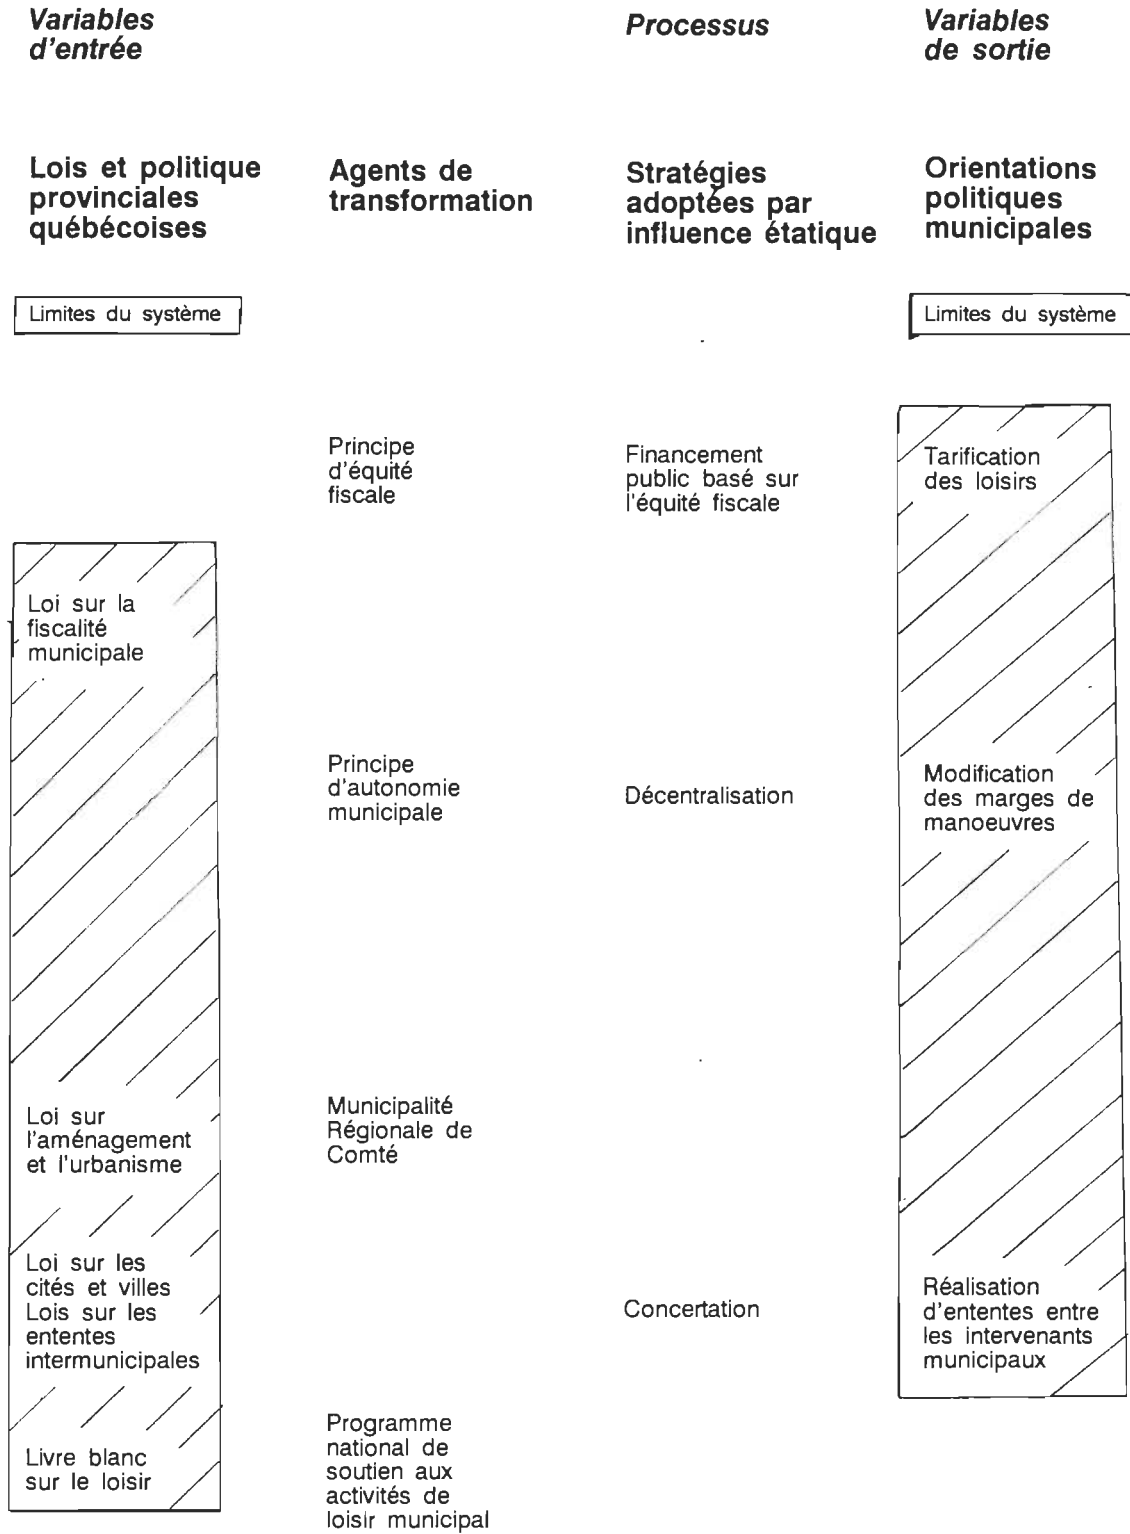 Variables
d'entrée
Processus
Variables
de sortie
Lois et politique
provinciales
québécoises
Agents de
transformation
Stratégies
adoptées par
influence étatique
Orientations
politiques
municipales
Limites du système
Limites du système
Principe
d'équité
fiscale
Financement
public basé sur
l'équité fiscale
Tarification
des loisirs
Loi sur la
fiscalité
municipale
Principe
d'autonomie
municipale
Décentralisation
Modification
des marges de
manoeuvres
Loi sur
l'aménagement
et l'urbanisme
Municipalité
Régionale de
Comté
Loi sur les
cités et villes
Lois sur les
ententes
intermunicipales
Concertation
Réalisation
d'ententes entre
les intervenants
municipaux
Livre blanc
sur le loisir
Programme
national de
soutien aux
activités de
loisir municipal